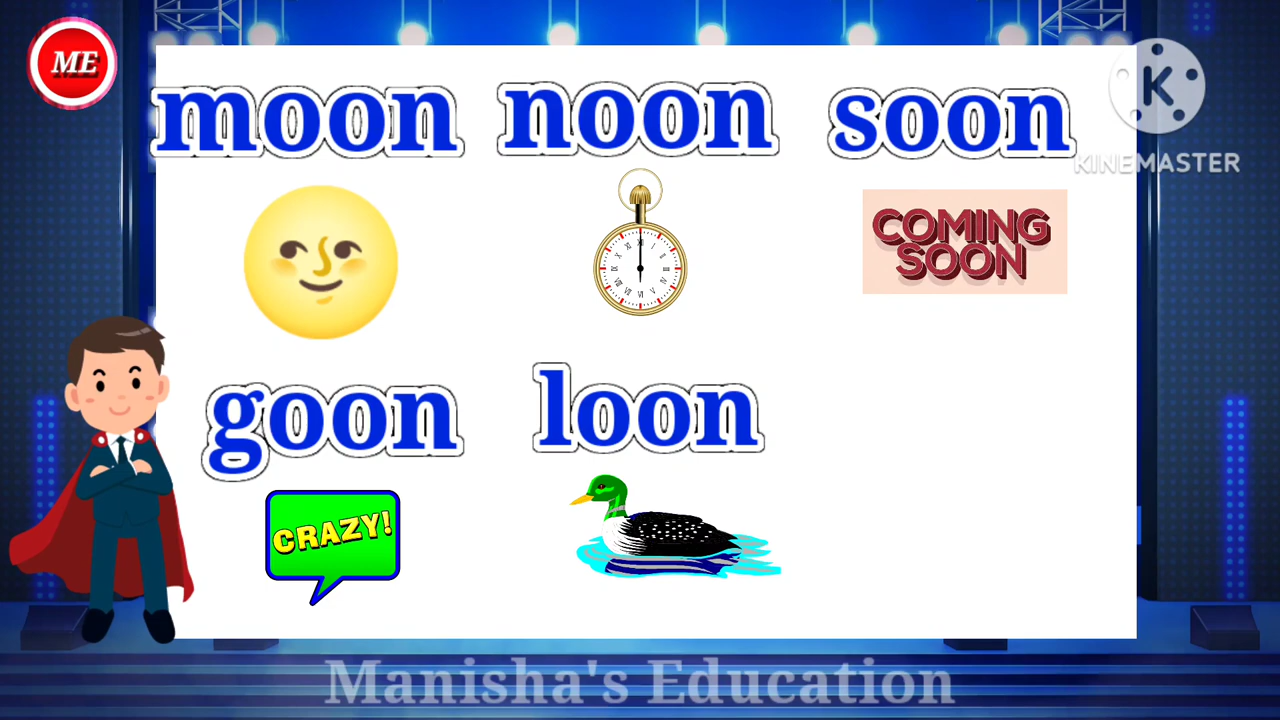 ME
moon noon soon
K
KINEMASTER
COMING
SOON
goon loon
CRAZY!
Manisha's Education